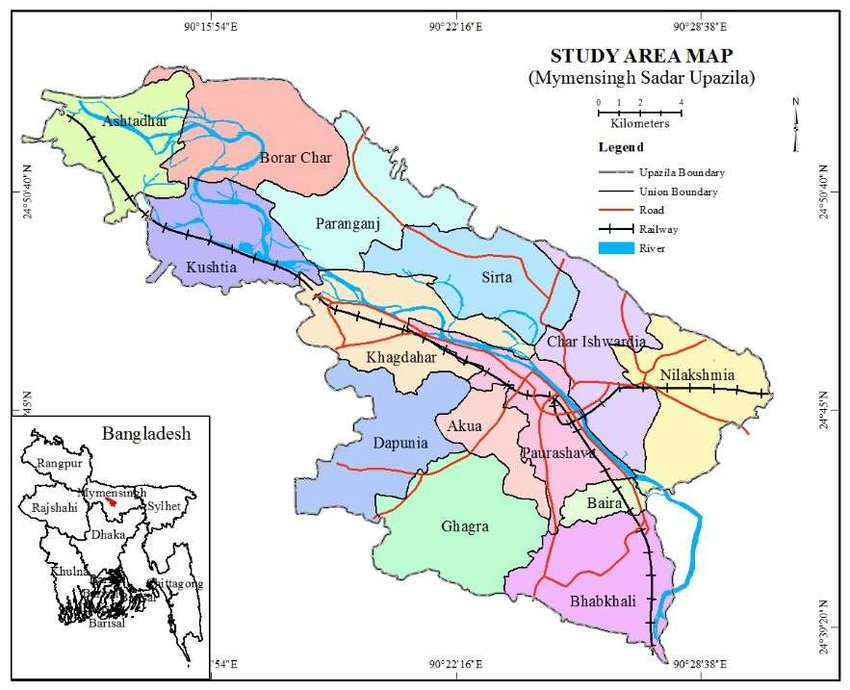 90°15'54"E
90°22'16"E
90°28'38"E
STUDY AREA MAP
(Mymensingh Sadar Upazila)
0 1 2 4
Kilometers
N
Legend
Upazila Boundary
Union Boundary
Road
Railway
River
24°50'40"N
24°50'40"N
Ashtadhar
Borar Char
Paranganj
Kushtia
Sirta
Char Ishwardia
Khagdahar
Nilakshmia
45'N
24°45'N
Akua
Dapunia
Paurashava
Baira
Ghagra
Bhabkhali
24°39'20"N
Bangladesh
Rangpur
Mymensingh
Rajshahi
Sylhet
Dhaka
Khulna
Chittagong
Barisal
54"E
90°22'16"E
90°28'38"E